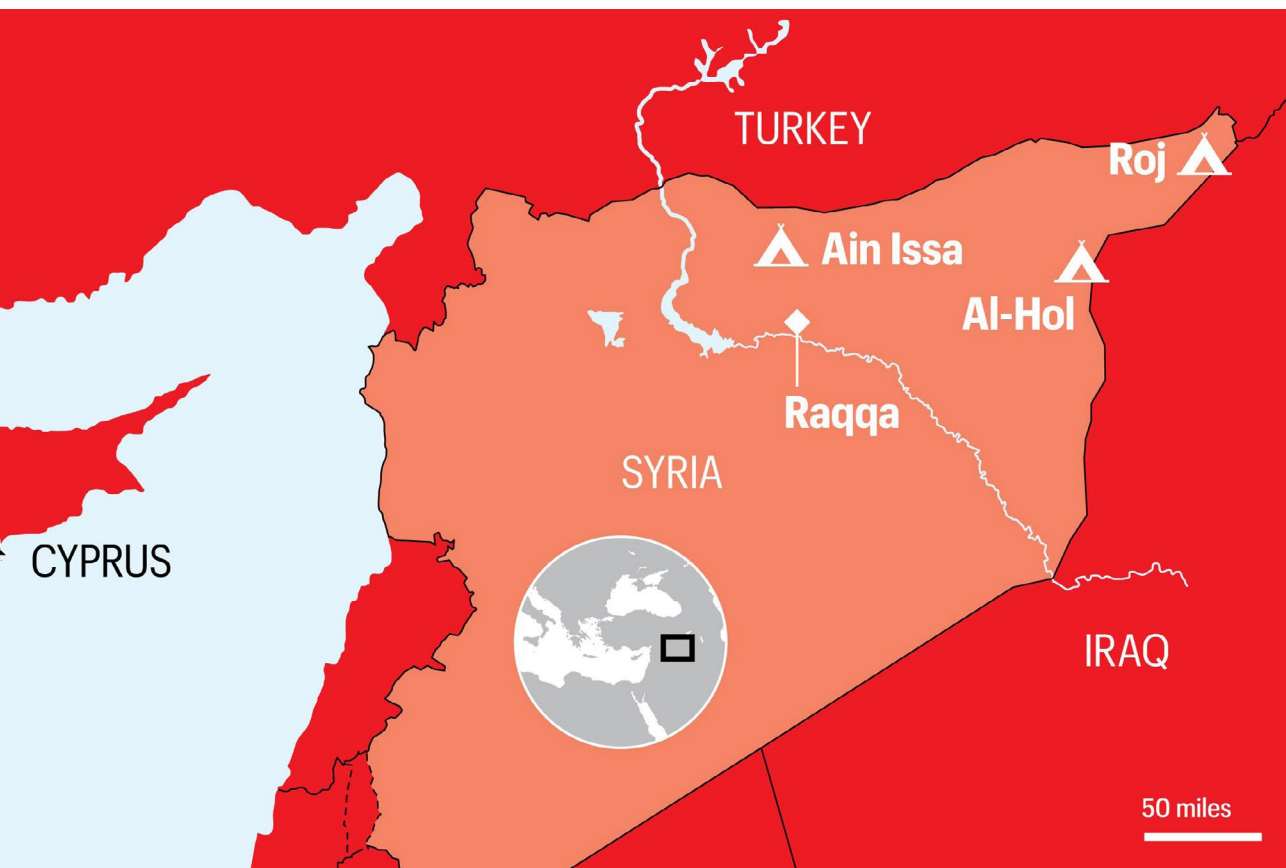 TURKEY
Roj
Ain Issa
Al-Hol
Raqqa
SYRIA
CYPRUS
IRAQ
50 miles